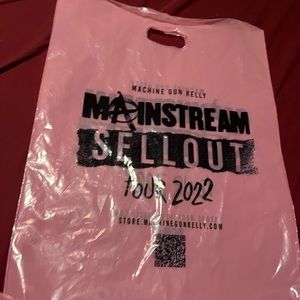 MACHINE GUN KELLY
MAINSTREAM
SELLOUT
TOUR 2022
STORE.MACHINEGUNKELLY.COM